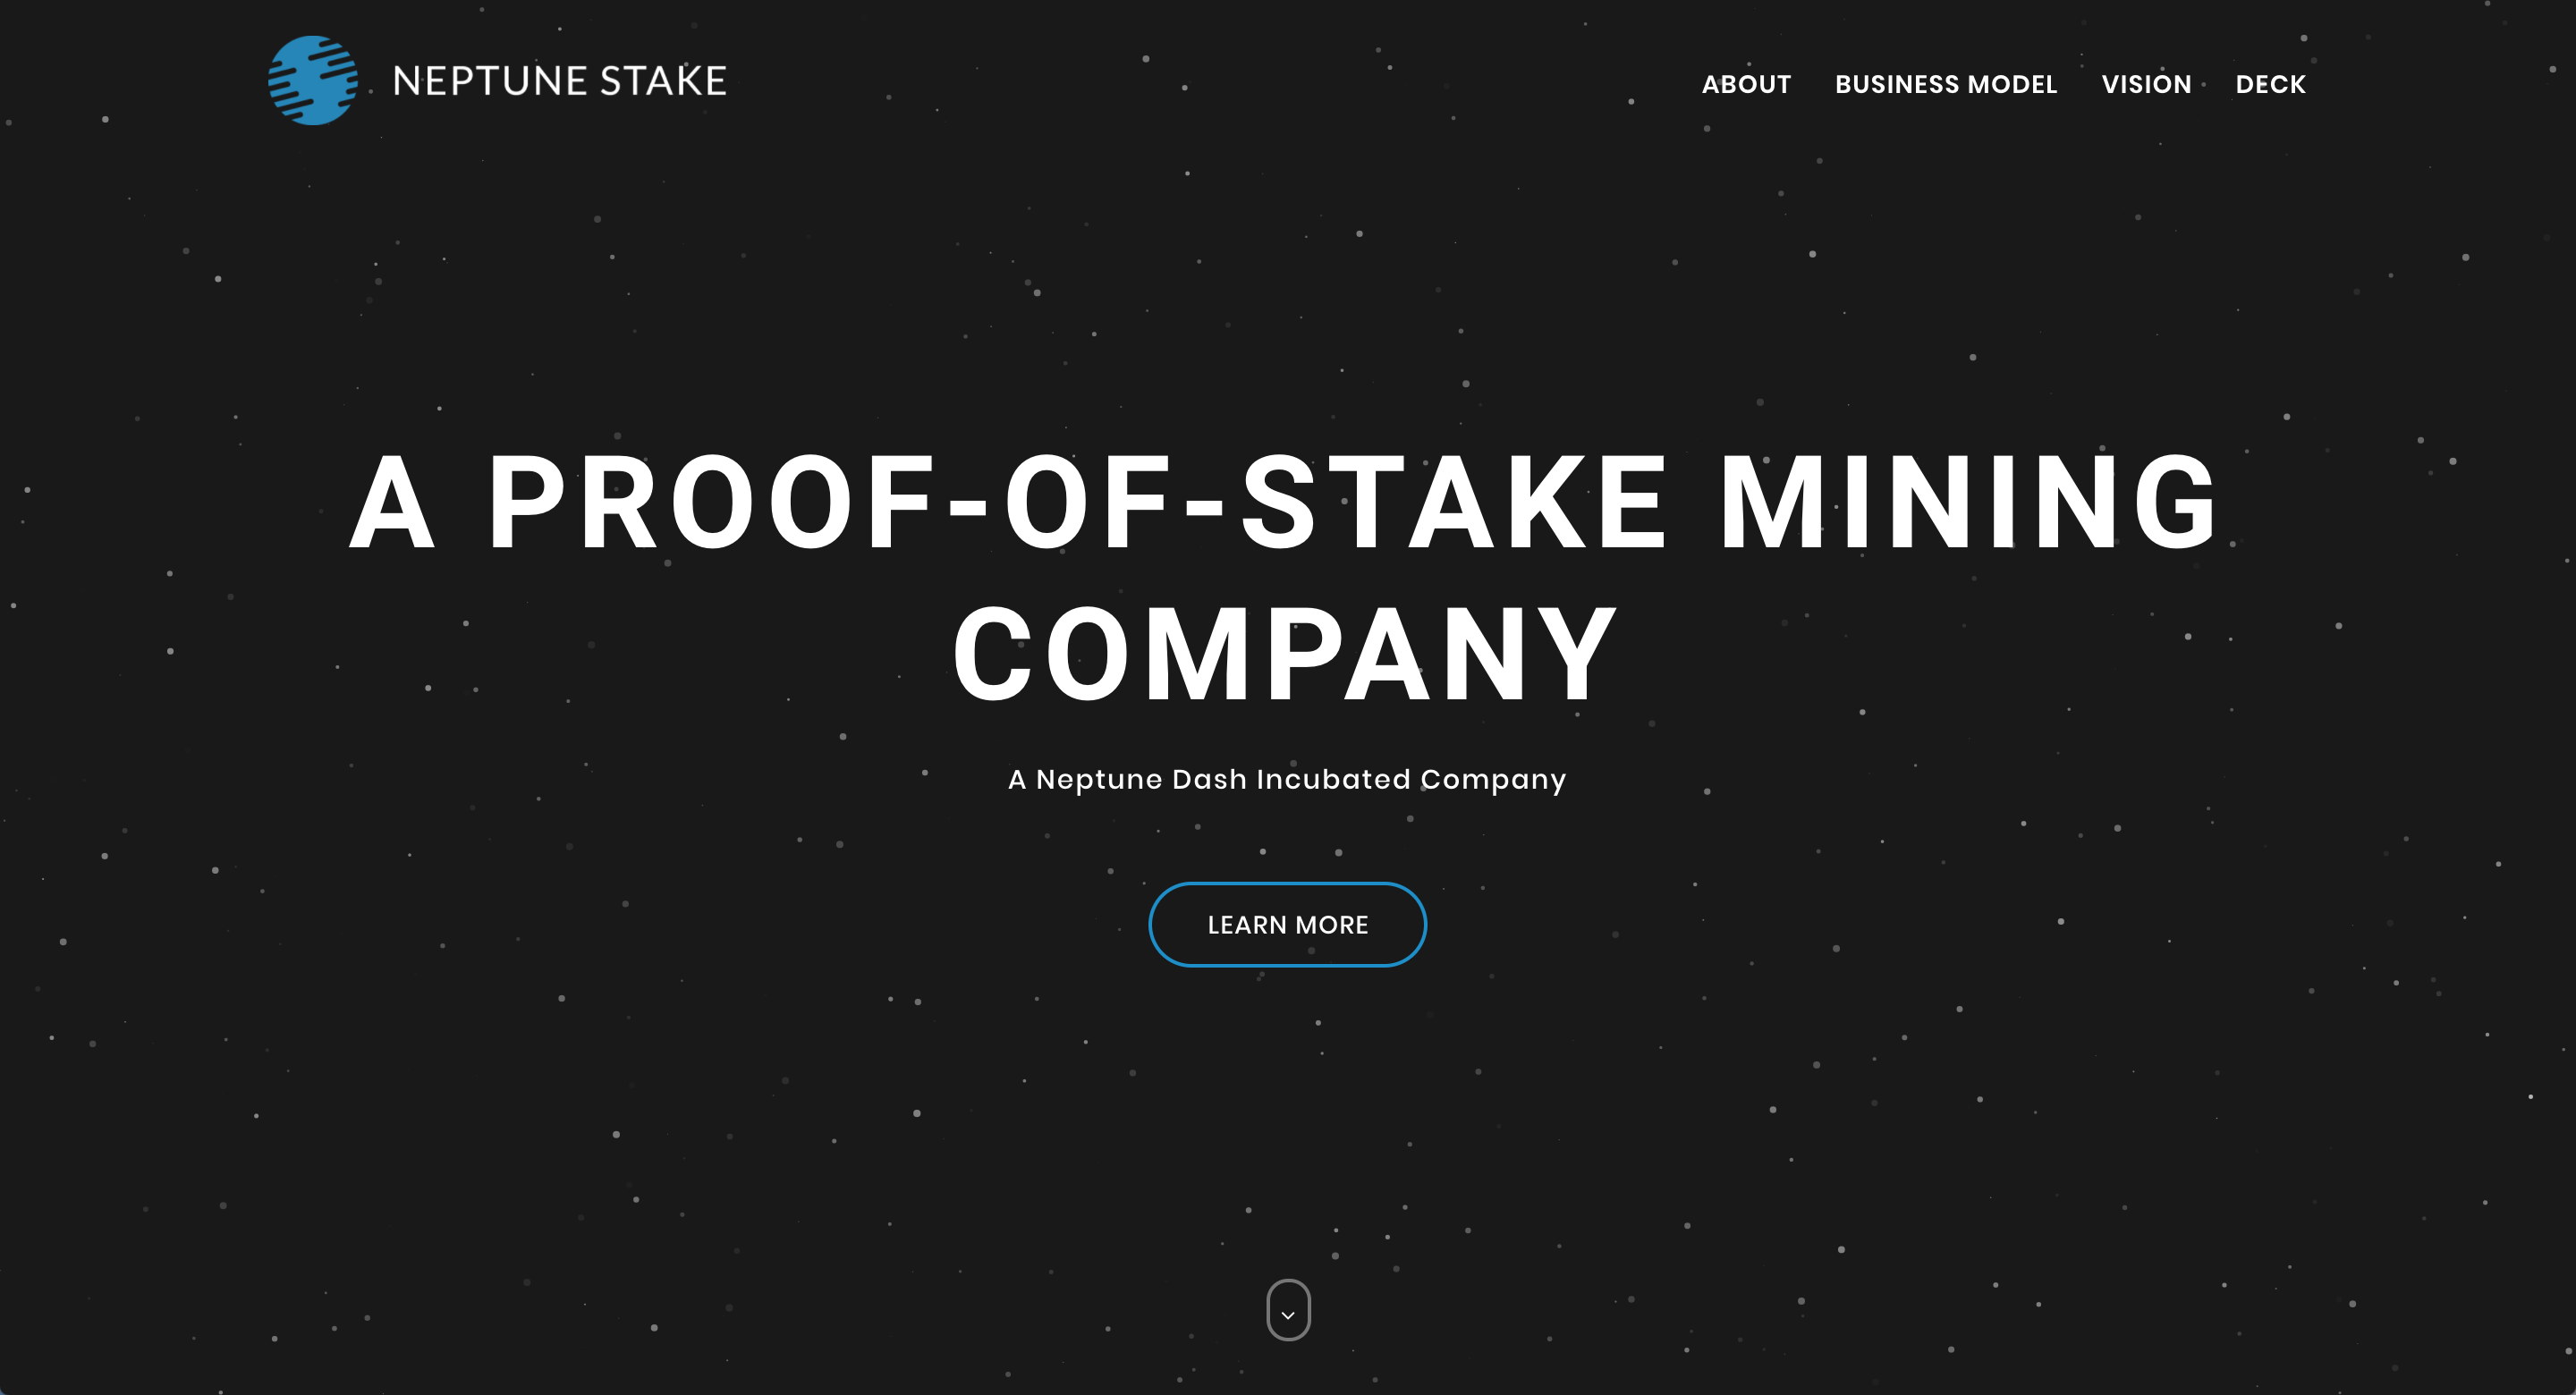 NEPTUNE STAKE
ABOUT BUSINESS MODEL VISION DECK
A PROOF-OF-STAKE MINING
COMPANY
A Neptune Dash Incubated Company
LEARN MORE